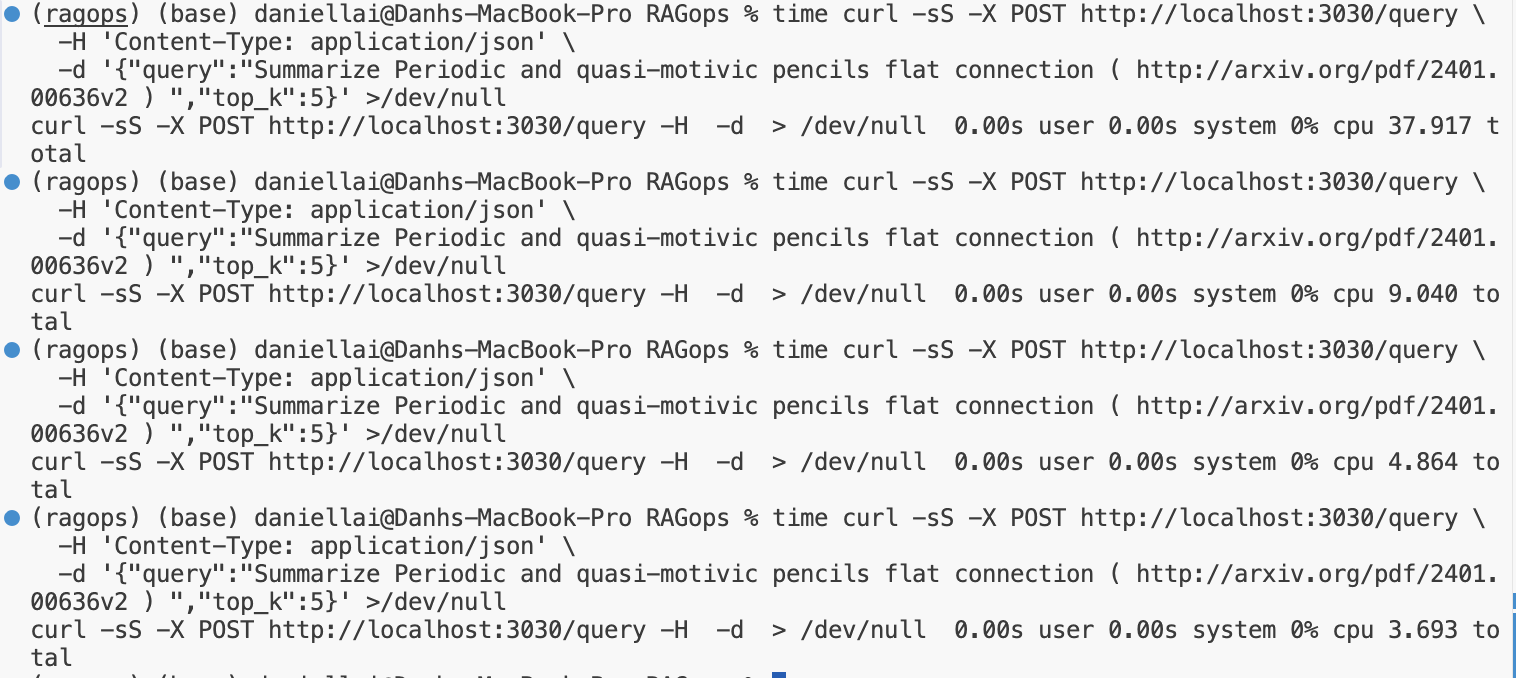 (ragops) (base) daniellai@Danhs-MacBook-Pro RAGops % time curl -sS -X POST http://localhost:3030/query \
  -H 'Content-Type: application/json' \
  -d '{"query":"Summarize Periodic and quasi-motivic pencils flat connection ( http://arxiv.org/pdf/2401.
00636v2 ) ","top_k":5}' >/dev/null
curl -sS -X POST http://localhost:3030/query -H  -d  > /dev/null  0.00s user 0.00s system 0% cpu 37.917 t
otal
(ragops) (base) daniellai@Danhs-MacBook-Pro RAGops % time curl -sS -X POST http://localhost:3030/query \
  -H 'Content-Type: application/json' \
  -d '{"query":"Summarize Periodic and quasi-motivic pencils flat connection ( http://arxiv.org/pdf/2401.
00636v2 ) ","top_k":5}' >/dev/null
curl -sS -X POST http://localhost:3030/query -H  -d  > /dev/null  0.00s user 0.00s system 0% cpu 9.040 to
tal
(ragops) (base) daniellai@Danhs-MacBook-Pro RAGops % time curl -sS -X POST http://localhost:3030/query \
  -H 'Content-Type: application/json' \
  -d '{"query":"Summarize Periodic and quasi-motivic pencils flat connection ( http://arxiv.org/pdf/2401.
00636v2 ) ","top_k":5}' >/dev/null
curl -sS -X POST http://localhost:3030/query -H  -d  > /dev/null  0.00s user 0.00s system 0% cpu 4.864 to
tal
(ragops) (base) daniellai@Danhs-MacBook-Pro RAGops % time curl -sS -X POST http://localhost:3030/query \
  -H 'Content-Type: application/json' \
  -d '{"query":"Summarize Periodic and quasi-motivic pencils flat connection ( http://arxiv.org/pdf/2401.
00636v2 ) ","top_k":5}' >/dev/null
curl -sS -X POST http://localhost:3030/query -H  -d  > /dev/null  0.00s user 0.00s system 0% cpu 3.693 to
tal